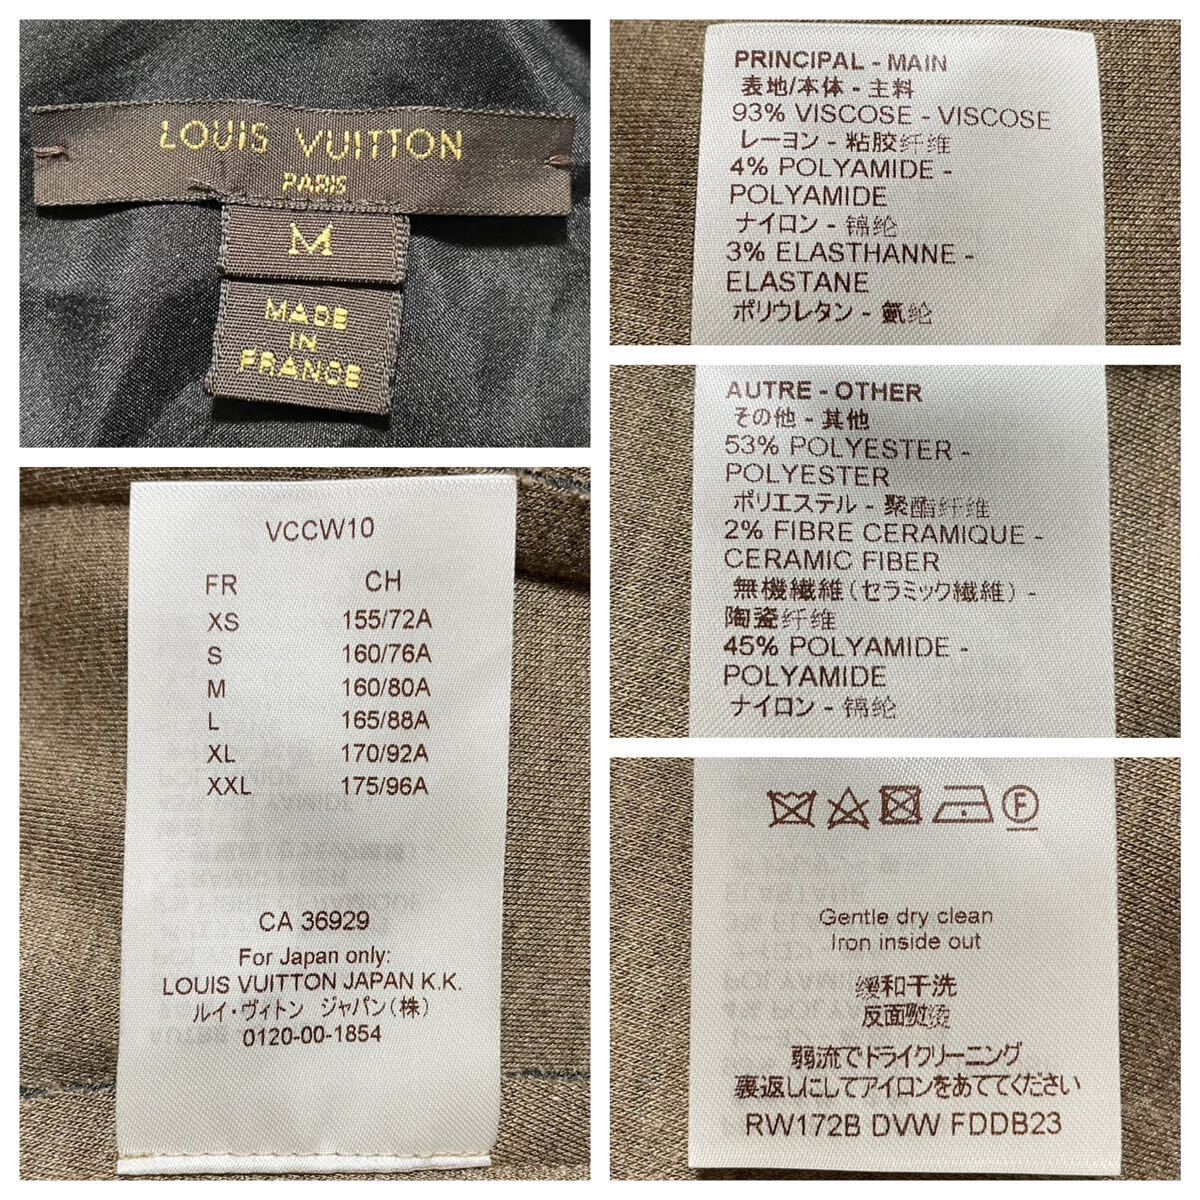 LOUIS VUITTON
PARIS
M
MADE
IN
FRANCE
VCCW10
FR CH
XS 155/72A
S 160/76A
M 160/80A
L 165/88A
XL 170/92A
XXL 175/96A
CA 36929
For Japan only:
LOUIS VUITTON JAPAN K.K.
ルイ・ヴィトン ジャパン(株)
0120-00-1854
PRINCIPAL - MAIN
表地/本体 - 主料
93% VISCOSE - VISCOSE
レーヨン - 粘胶纤维
4% POLYAMIDE -
POLYAMIDE
ナイロン - 锦纶
3% ELASTHANNE -
ELASTANE
ポリウレタン - 氨纶
AUTRE - OTHER
その他 - 其他
53% POLYESTER -
POLYESTER
ポリエステル - 聚酯纤维
2% FIBRE CERAMIQUE -
CERAMIC FIBER
無機繊維(セラミック繊維) -
陶瓷纤维
45% POLYAMIDE -
POLYAMIDE
ナイロン - 锦纶
F
Gentle dry clean
Iron inside out
缓和干洗
反面熨烫
弱流でドライクリーニング
裏返しにしてアイロンをあててください
RW172B DVW FDDB23